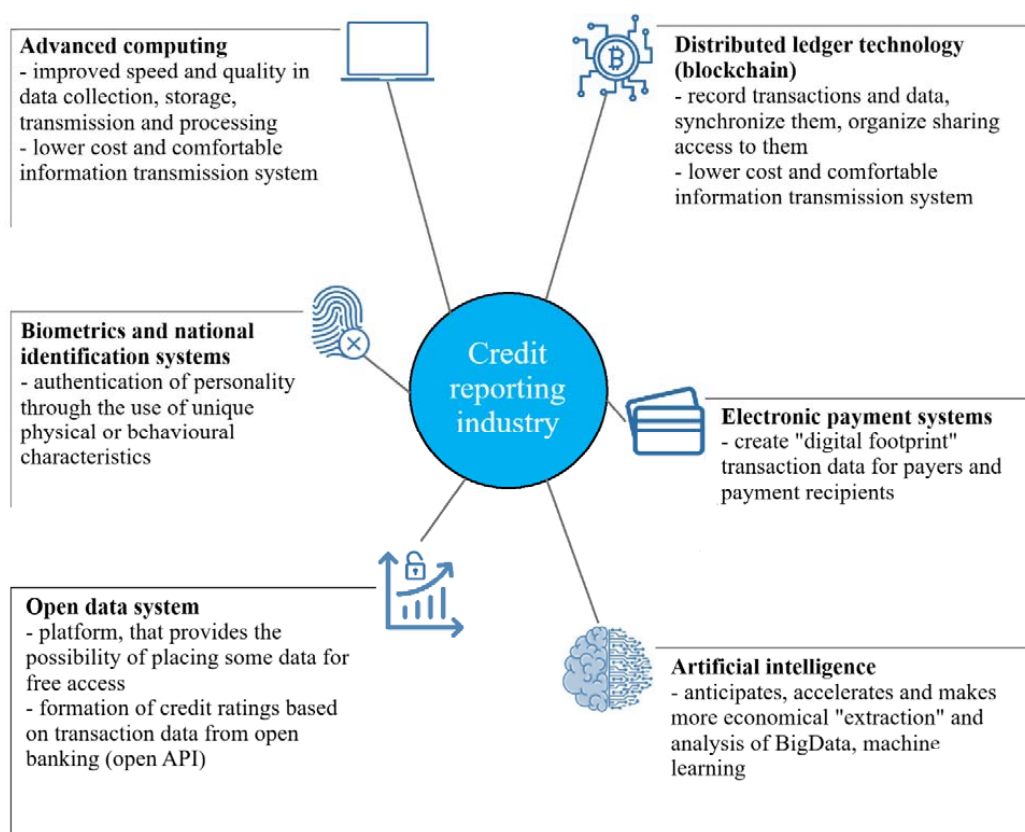 Advanced computing
- improved speed and quality in
data collection, storage,
transmission and processing
- lower cost and comfortable
information transmission system
Distributed ledger technology
(blockchain)
- record transactions and data,
synchronize them, organize sharing
access to them
- lower cost and comfortable
information transmission system
Biometrics and national
identification systems
- authentication of personality
through the use of unique
physical or bchavioural
characteristics
Credit
reporting
industry
Electronic payment systems
- create "digital footprint"
transaction data for payers and
payment recipients
Open data system
- platform, that provides the
possibility of placing some data for
free access
- formation of credit ratings based
on transaction data from open
banking (open API)
Artificial intelligence
- anticipates, accelerates and makes
more economical "extraction" and
analysis of BigData, machine
learning